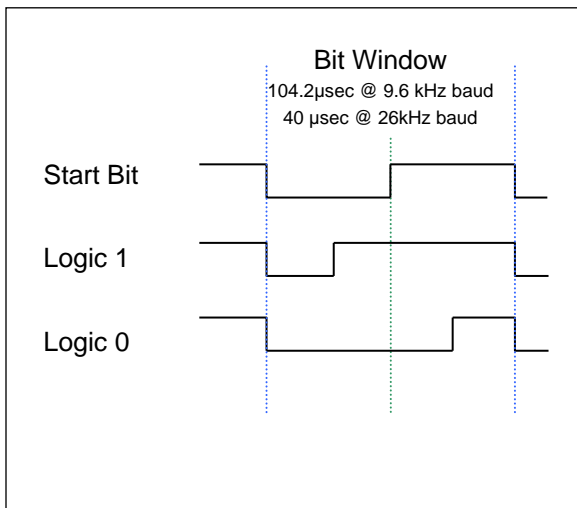 Bit Window
104.2µsec @ 9.6 kHz baud
40 µsec @ 26kHz baud
Start Bit
Logic 1
Logic 0